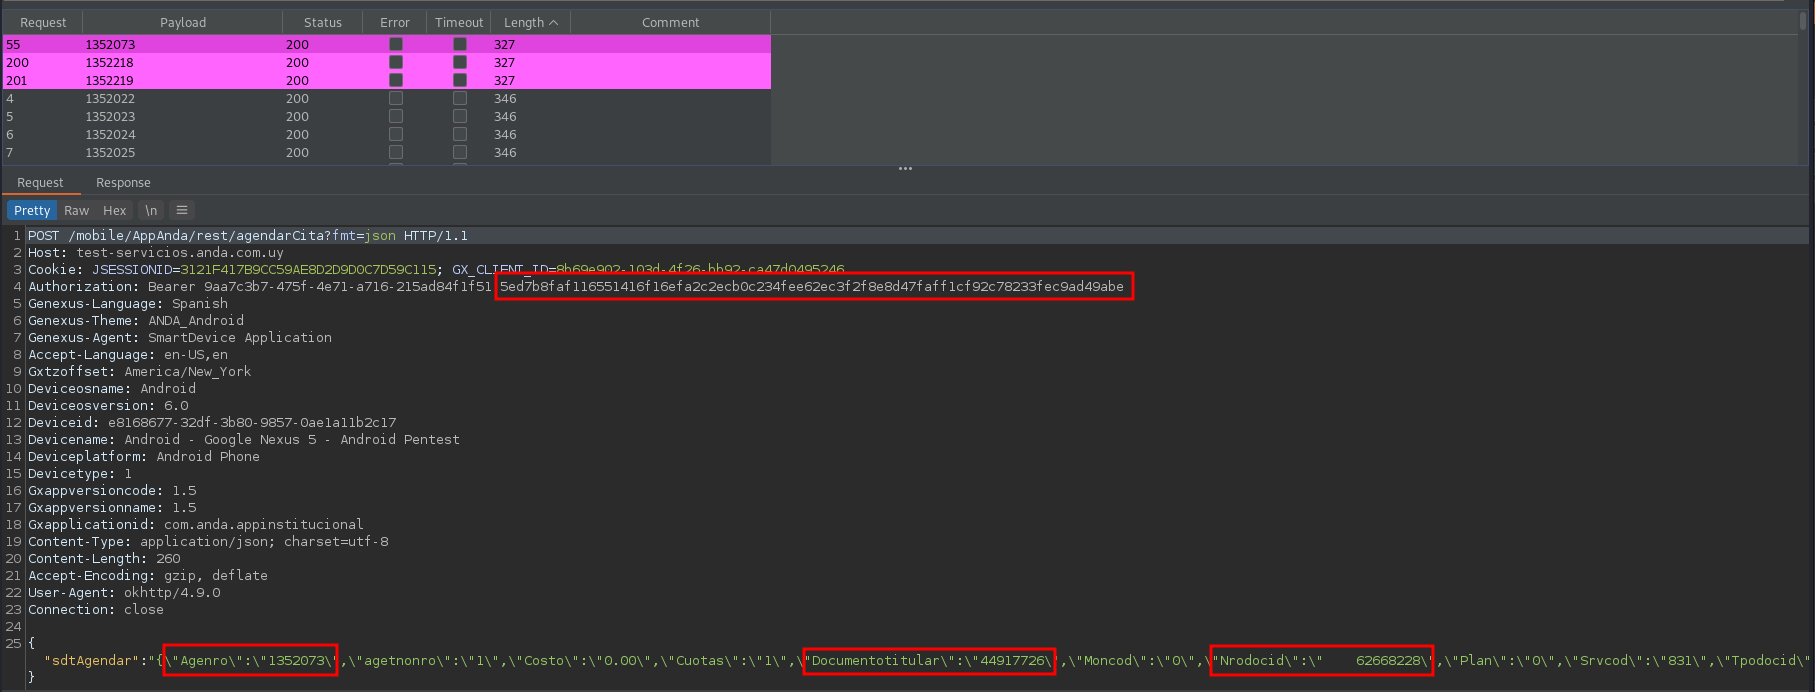 Request Payload Status Error Timeout Length Comment
55 1352073 200 327
200 1352218 200 327
201 1352219 200 327
4 1352022 200 346
5 1352023 200 346
6 1352024 200 346
7 1352025 200 346
Request Response
Pretty Raw Hex \n
1 POST /mobile/AppAnda/rest/agendarCita?fmt=json HTTP/1.1
2 Host: test-servicios.anda.com.uy
3 Cookie: JSESSIONID=3121F417B9CC59AE8D2D9D0C7D59C115; GX_CLIENT_ID=8b69e902-103d-4f26-bb92-ca47d0495246
4 Authorization: Bearer 9aa7c3b7-475f-4e71-a716-215ad84f1f51 5ed7b8faf116551416f16efa2c2ecb0c234fee62ec3f2f8e8d47faff1cf92c78233fec9ad49abe
5 Genexus-Language: Spanish
6 Genexus-Theme: ANDA_Android
7 Genexus-Agent: SmartDevice Application
8 Accept-Language: en-US,en
9 Gxtzoffset: America/New_York
10 Deviceosname: Android
11 Deviceosversion: 6.0
12 Deviceid: e8168677-32df-3b80-9857-0ae1a11b2c17
13 Devicename: Android - Google Nexus 5 - Android Pentest
14 Deviceplatform: Android Phone
15 Devicetype: 1
16 Gxappversioncode: 1.5
17 Gxappversionname: 1.5
18 Gxapplicationid: com.anda.appinstitucional
19 Content-Type: application/json; charset=utf-8
20 Content-Length: 260
21 Accept-Encoding: gzip, deflate
22 User-Agent: okhttp/4.9.0
23 Connection: close
24
25 {
"sdtAgendar":"{\"Agenro\":\"1352073\",\"agetnonro\":\"1\",\"Costo\":\"0.00\",\"Cuotas\":\"1\",\"Documentotitular\":\"44917726\",\"Moncod\":\"0\",\"Nrodocid\":\"    62668228\",\"Plan\":\"0\",\"Srvcod\":\"831\",\"Tpodocid\"
}